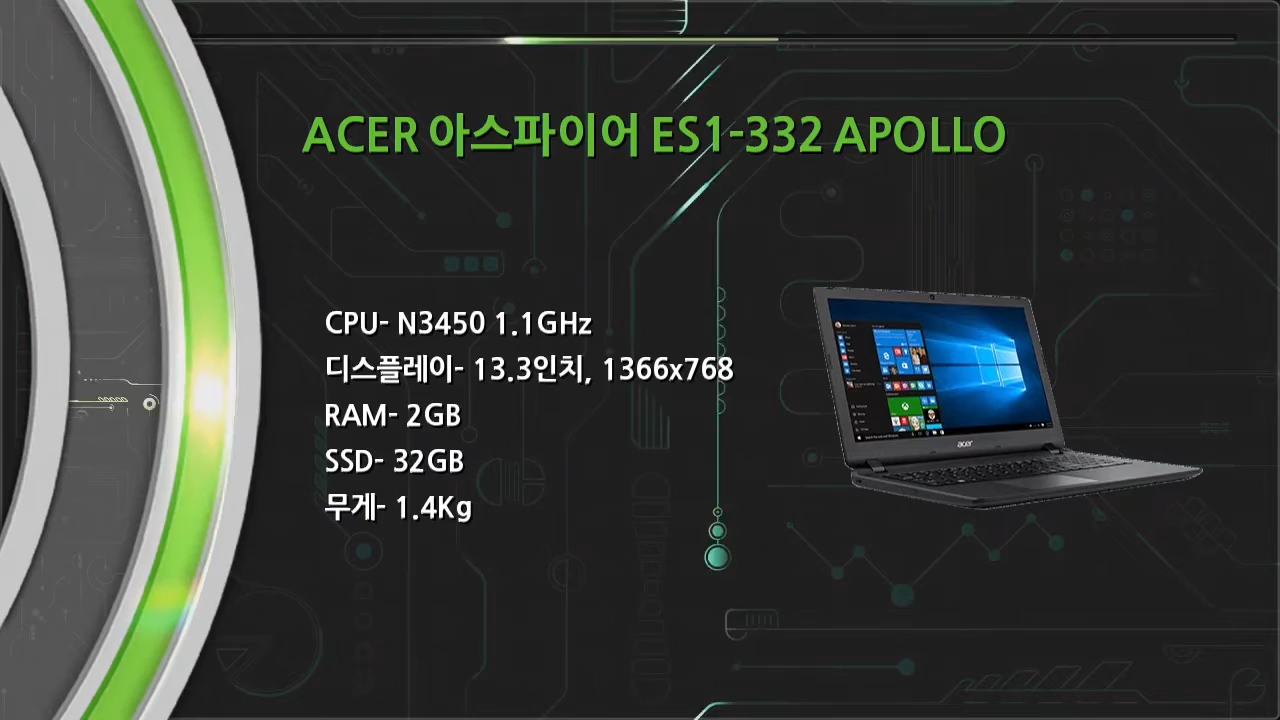 ACER 아스파이어 ES1-332 APOLLO
CPU- N3450 1.1GHz
디스플레이- 13.3인치, 1366x768
RAM- 2GB
SSD- 32GB
무게- 1.4Kg
acer